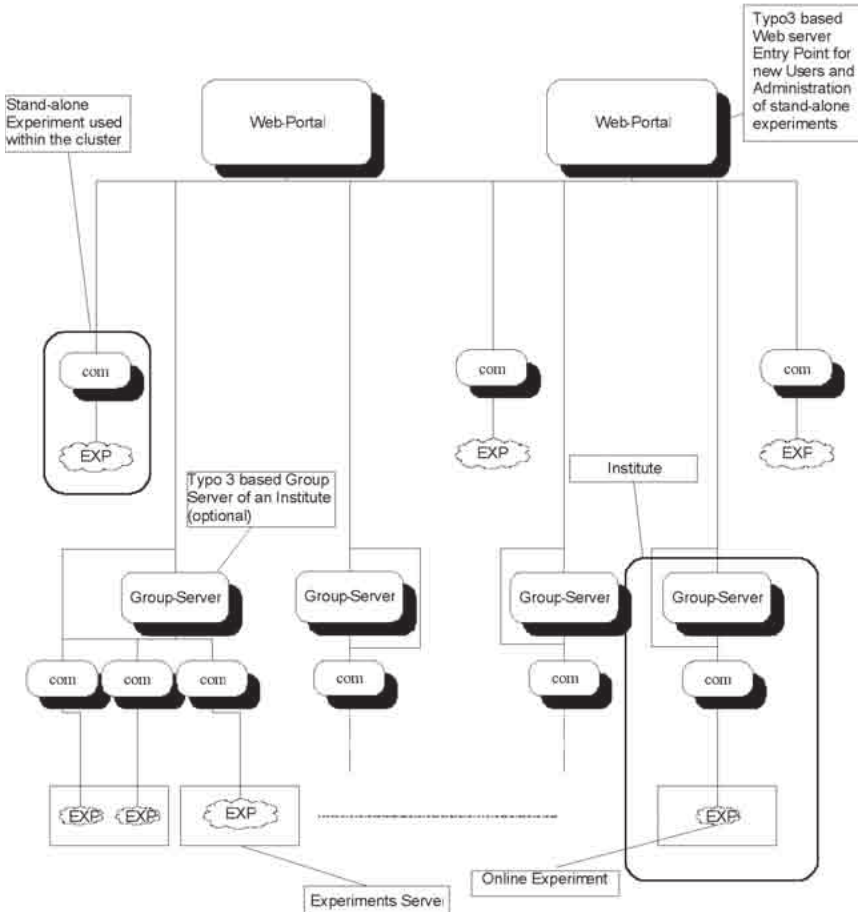 Typo3 based
Web server
Entry Point for
new Users and
Administration
of stand-alone
experiments
Stand-alone
Experiment used
within the cluster
Web-Portal
Web-Portal
com
com
com
EXP
EXP
EXP
Typo 3 based Group
Server of an Institute
(optional)
Institute
Group-Server
Group-Server
Group-Server
Group-Server
com
com
com
com
com
com
EXP
EXP
EXP
EXP
Online Experiment
Experiments Server